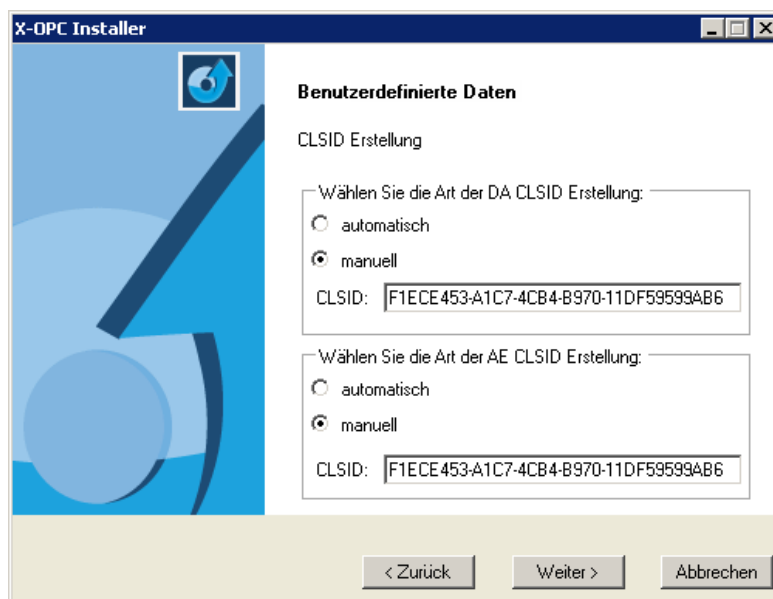 X-OPC Installer
Benutzerdefinierte Daten
CLSID Erstellung
Wählen Sie die Art der DA CLSID Erstellung:
automatisch
manuell
CLSID: F1ECE453-A1C7-4CB4-B970-11DF59599AB6
Wählen Sie die Art der AE CLSID Erstellung:
automatisch
manuell
CLSID: F1ECE453-A1C7-4CB4-B970-11DF59599AB6
< Zurück Weiter > Abbrechen